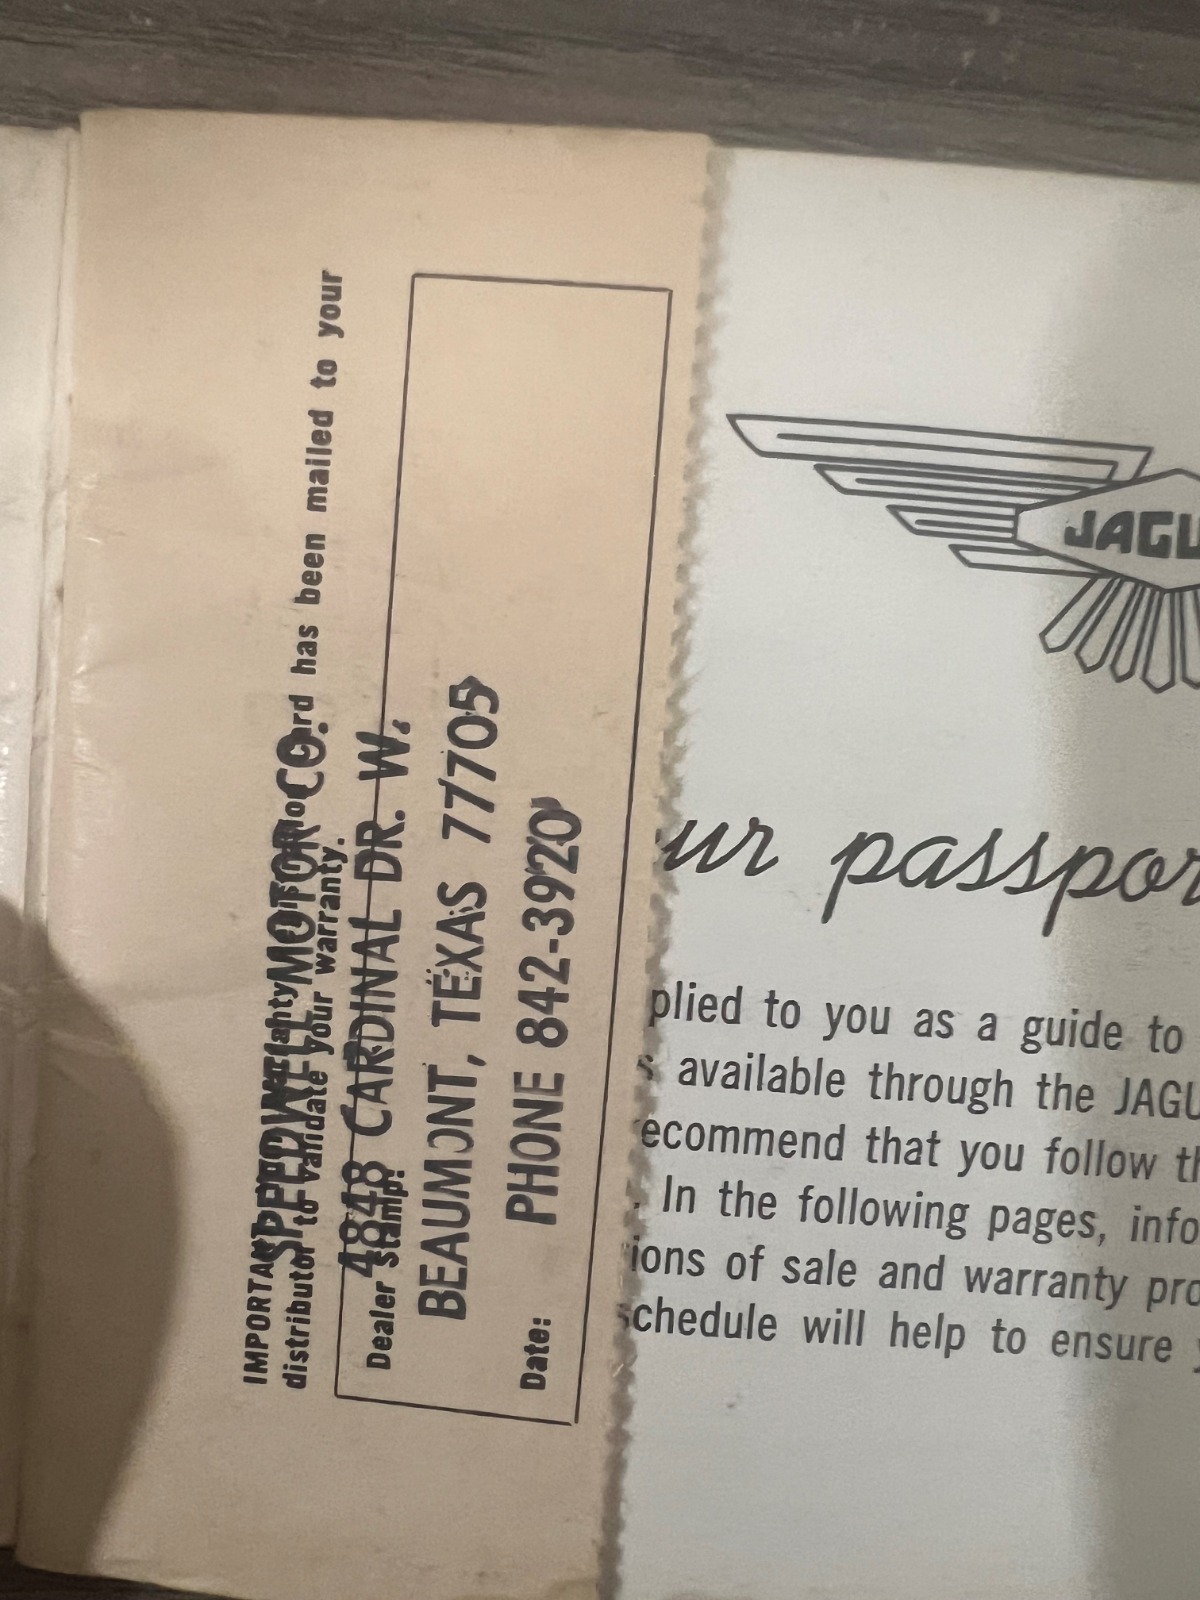 IMPORTANT
Card has been mailed to your
distributor to validate your warranty.
SPEEDWELL MOTOR CO.
4848 CARDINAL DR. W.
Dealer Stamp:
BEAUMONT, TEXAS 77705
PHONE 842-3920
Date:
JAGU
ur passpor
plied to you as a guide to
available through the JAGU
ecommend that you follow th
. In the following pages, info
ions of sale and warranty pro
schedule will help to ensure y